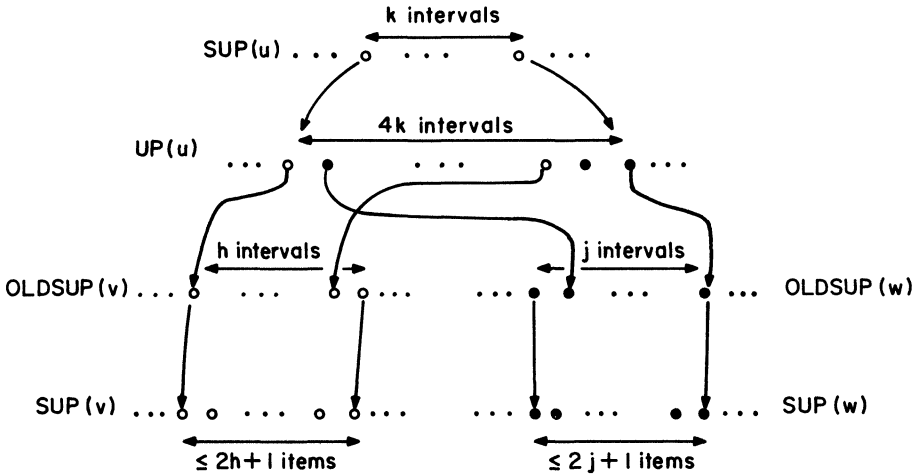 k intervals
SUP(u) ... ... ...
4k intervals
UP(u)
... ... ...
h intervals j intervals
OLDSUP(v) ... ... ... ... ... ... OLDSUP(w)
SUP(v) ... ... ... ... ... ... SUP(w)
≤ 2h+1 items ≤ 2j+1 items